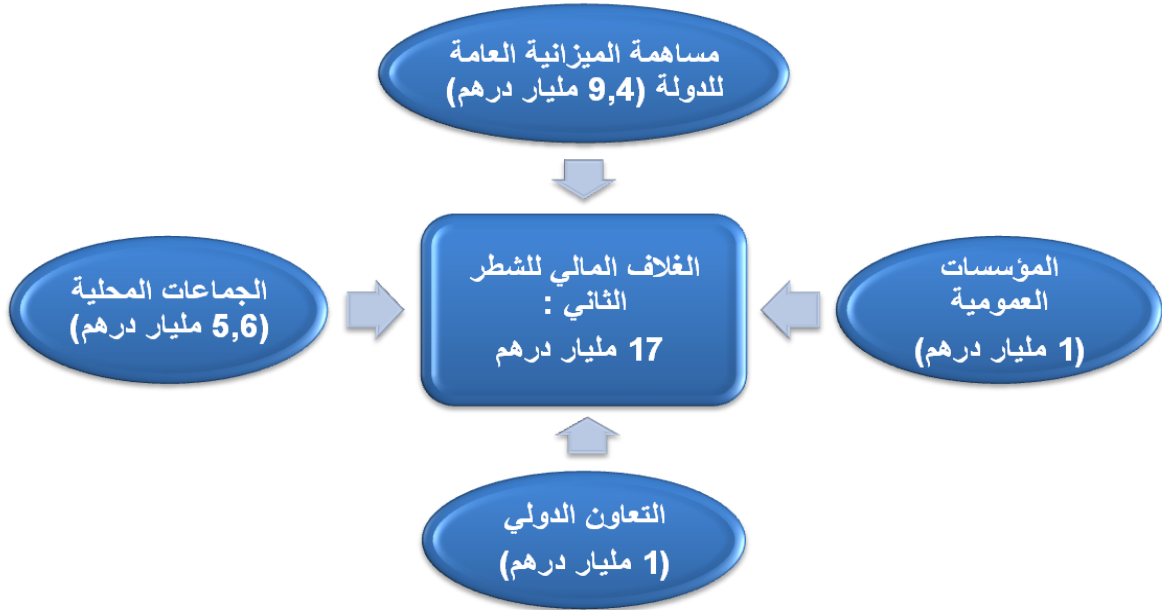 مساهمة الميزانية العامة
للدولة (9,4 مليار درهم)
المؤسسات
العمومية
(1 مليار درهم)
الغلاف المالي للشطر
الثاني :
17 مليار درهم
الجماعات المحلية
(5,6 مليار درهم)
التعاون الدولي
(1 مليار درهم)